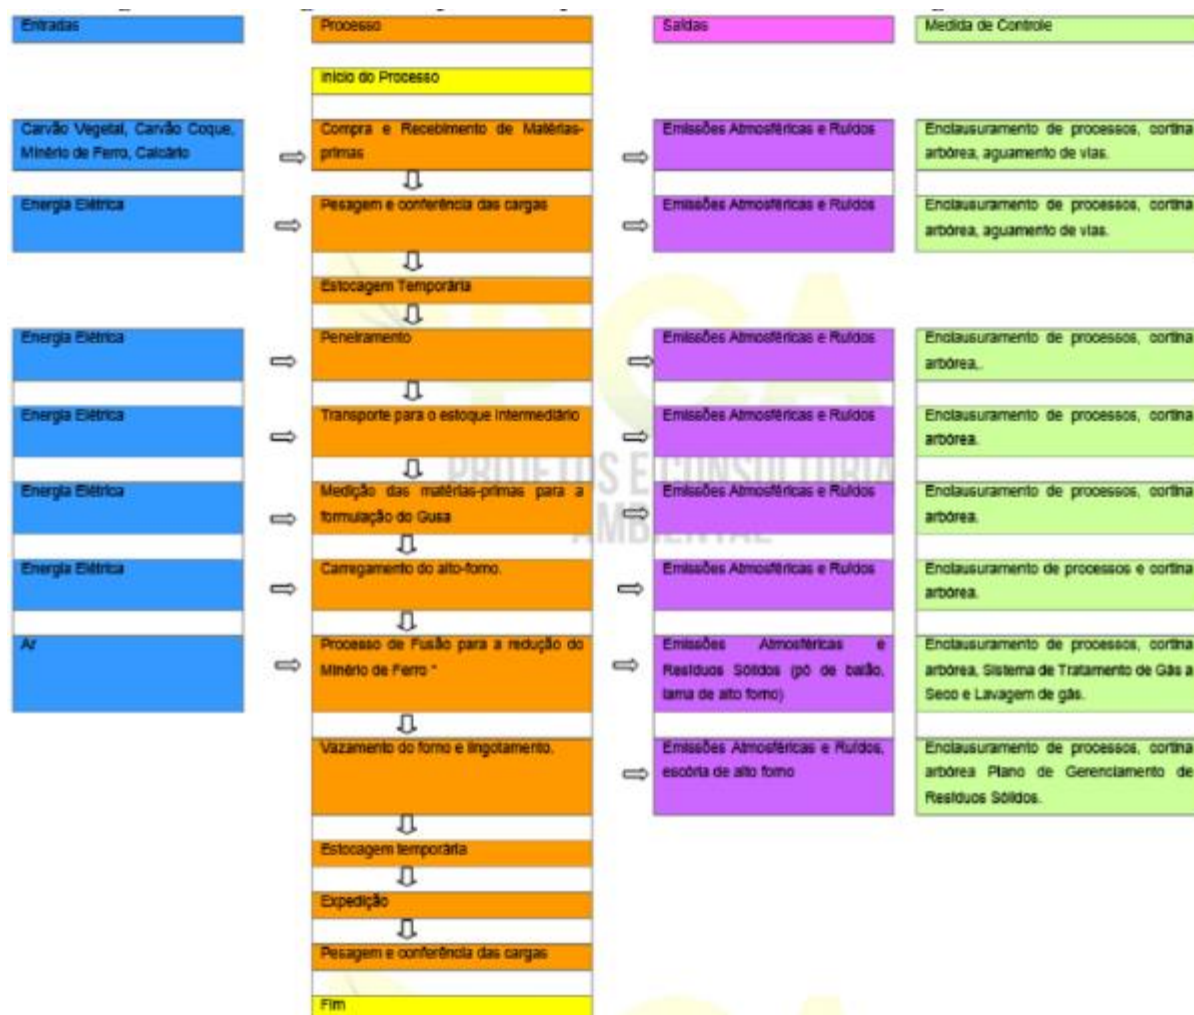 Entradas
Processo
Saídas
Medida de Controle
Início do Processo
Carvão Vegetal, Carvão Coque,
Minério de Ferro, Calcário
Compra e Recebimento de Matérias-
primas
Emissões Atmosféricas e Ruídos
Enclausuramento de processos, cortina
arbórea, aguamento de vias.
Energia Elétrica
Pesagem e conferência das cargas
Emissões Atmosféricas e Ruídos
Enclausuramento de processos, cortina
arbórea, aguamento de vias.
Estocagem Temporária
Energia Elétrica
Peneiramento
Emissões Atmosféricas e Ruídos
Enclausuramento de processos, cortina
arbórea,.
Energia Elétrica
Transporte para o estoque intermediário
Emissões Atmosféricas e Ruídos
Enclausuramento de processos, cortina
arbórea.
Energia Elétrica
Medição das matérias-primas para a
formulação do Gusa
Emissões Atmosféricas e Ruídos
Enclausuramento de processos, cortina
arbórea.
Energia Elétrica
Carregamento do alto-forno.
Emissões Atmosféricas e Ruídos
Enclausuramento de processos e cortina
arbórea.
Ar
Processo de Fusão para a redução do
Minério de Ferro *
Emissões Atmosféricas e
Resíduos Sólidos (pó de balão,
lama de alto forno)
Enclausuramento de processos, cortina
arbórea, Sistema de Tratamento de Gás a
Seco e Lavagem de gás.
Vazamento do forno e lingotamento.
Emissões Atmosféricas e Ruídos,
escória de alto forno
Enclausuramento de processos, cortina
arbórea Plano de Gerenciamento de
Resíduos Sólidos.
Estocagem temporária
Expedição
Pesagem e conferência das cargas
Fim
PROJETOS E CONSULTORIA
AMBIENTAL